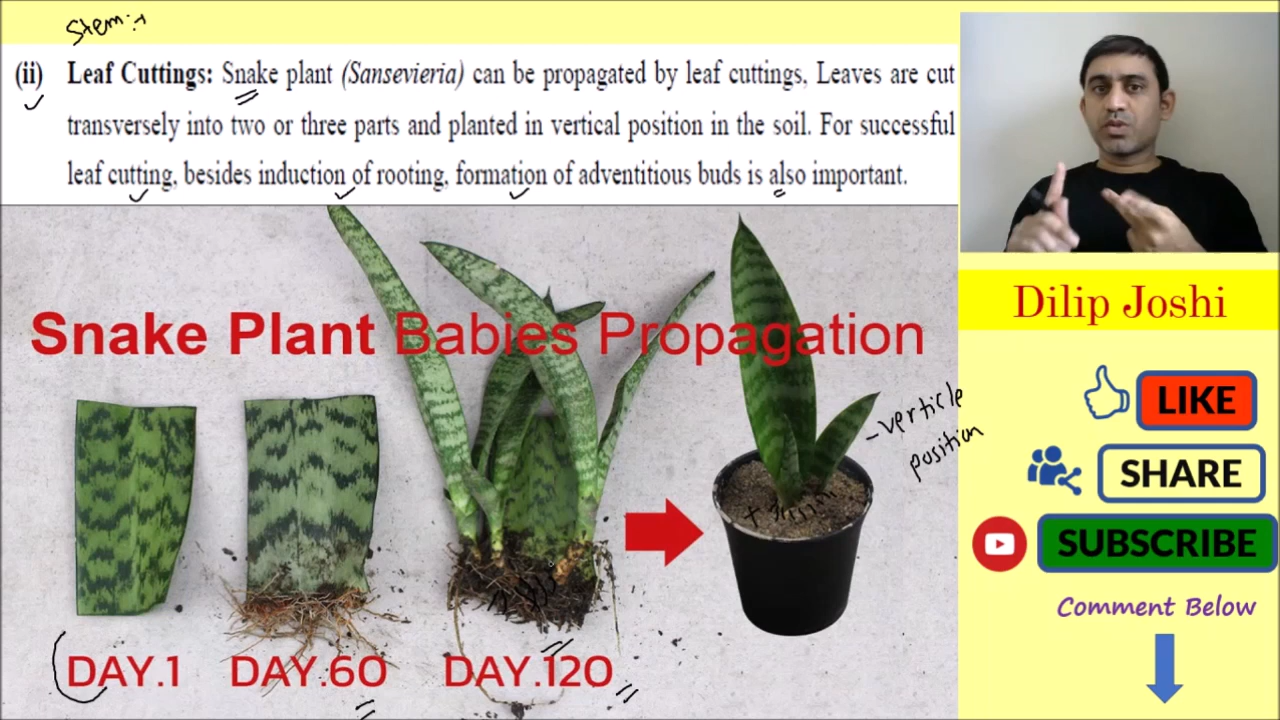 Stem:→
(ii) Leaf Cuttings: Snake plant (Sansevieria) can be propagated by leaf cuttings, Leaves are cut
transversely into two or three parts and planted in vertical position in the soil. For successful
leaf cutting, besides induction of rooting, formation of adventitious buds is also important.
Snake Plant Babies Propagation
-verticle
position
DAY.1 DAY.60 DAY.120
Dilip Joshi
LIKE
SHARE
SUBSCRIBE
Comment Below